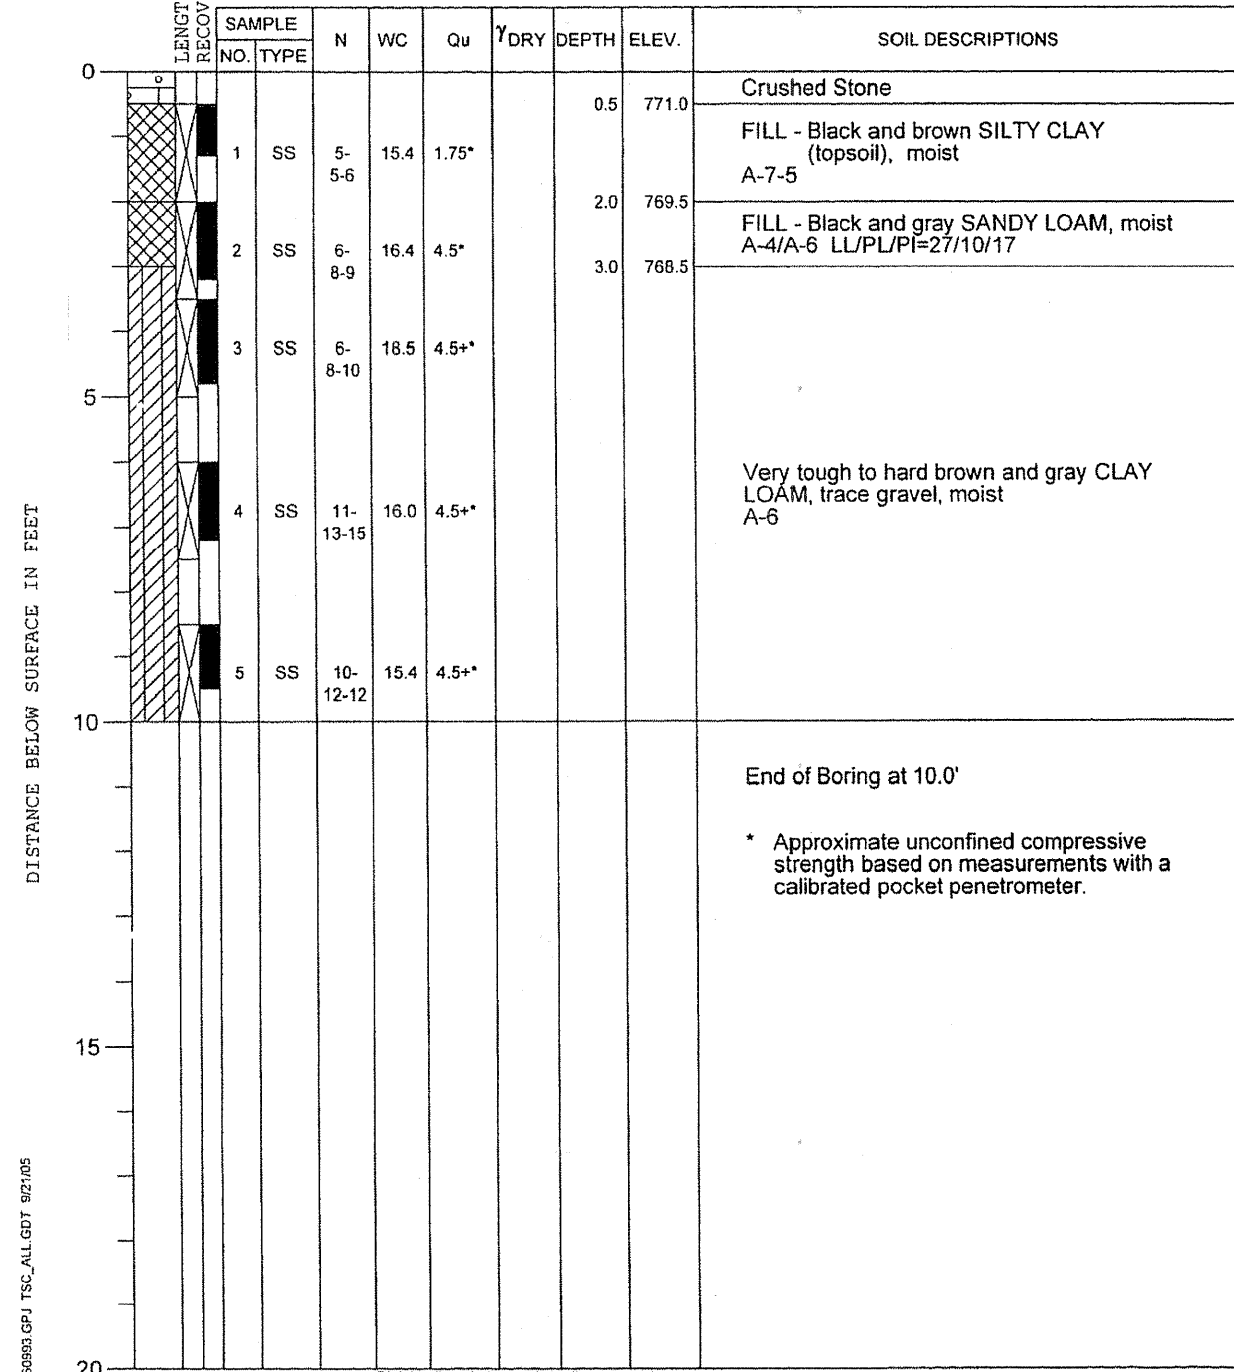 LENGT
RECOV
SAMPLE
NO. TYPE
N
WC
Qu
γDRY
DEPTH
ELEV.
SOIL DESCRIPTIONS
0
Crushed Stone
0.5 771.0
FILL - Black and brown SILTY CLAY
(topsoil), moist
A-7-5
1 SS 5- 15.4 1.75*
5-6
2.0 769.5
FILL - Black and gray SANDY LOAM, moist
A-4/A-6 LL/PL/PI=27/10/17
2 SS 6- 16.4 4.5*
8-9
3.0 768.5
3 SS 6- 18.5 4.5+*
8-10
5
Very tough to hard brown and gray CLAY
LOAM, trace gravel, moist
A-6
4 SS 11- 16.0 4.5+*
13-15
5 SS 10- 15.4 4.5+*
12-12
10
End of Boring at 10.0'
* Approximate unconfined compressive
strength based on measurements with a
calibrated pocket penetrometer.
15
20
DISTANCE BELOW SURFACE IN FEET
60993.GPJ TSC_ALL.GDT 9/21/05